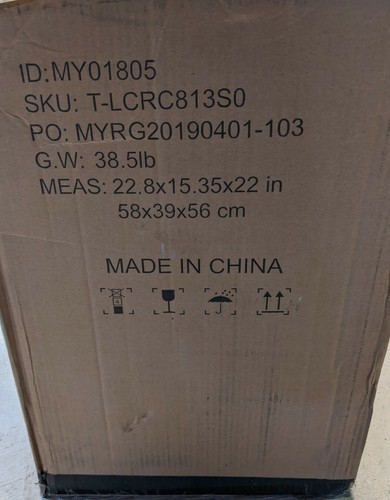 ID:MY01805
SKU: T-LCRC813S0
PO: MYRG20190401-103
G.W: 38.5lb
MEAS: 22.8x15.35x22 in
58x39x56 cm
MADE IN CHINA
4